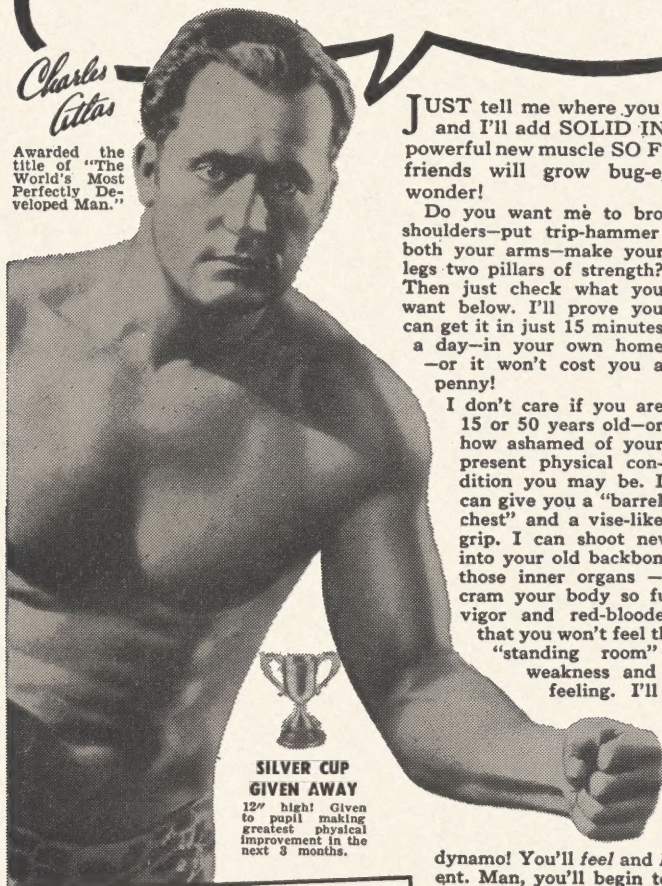 Charles
Atlas
Awarded the
title of "The
World's Most
Perfectly De-
veloped Man."
JUST tell me where you
and I'll add SOLID IN
powerful new muscle SO F
friends will grow bug-e
wonder!
Do you want me to bro
shoulders—put trip-hammer
both your arms—make your
legs two pillars of strength?
Then just check what you
want below. I'll prove you
can get it in just 15 minutes
a day—in your own home
—or it won't cost you a
penny!
I don't care if you are
15 or 50 years old—or
how ashamed of your
present physical con-
dition you may be. I
can give you a "barrel
chest" and a vise-like
grip. I can shoot new
into your old backbon
those inner organs —
cram your body so fu
vigor and red-bloode
that you won't feel th
"standing room"
weakness and
feeling. I'll
SILVER CUP
GIVEN AWAY
12" high! Given
to pupil making
greatest physical
improvement in the
next 3 months.
dynamo! You'll feel and
ent. Man, you'll begin to